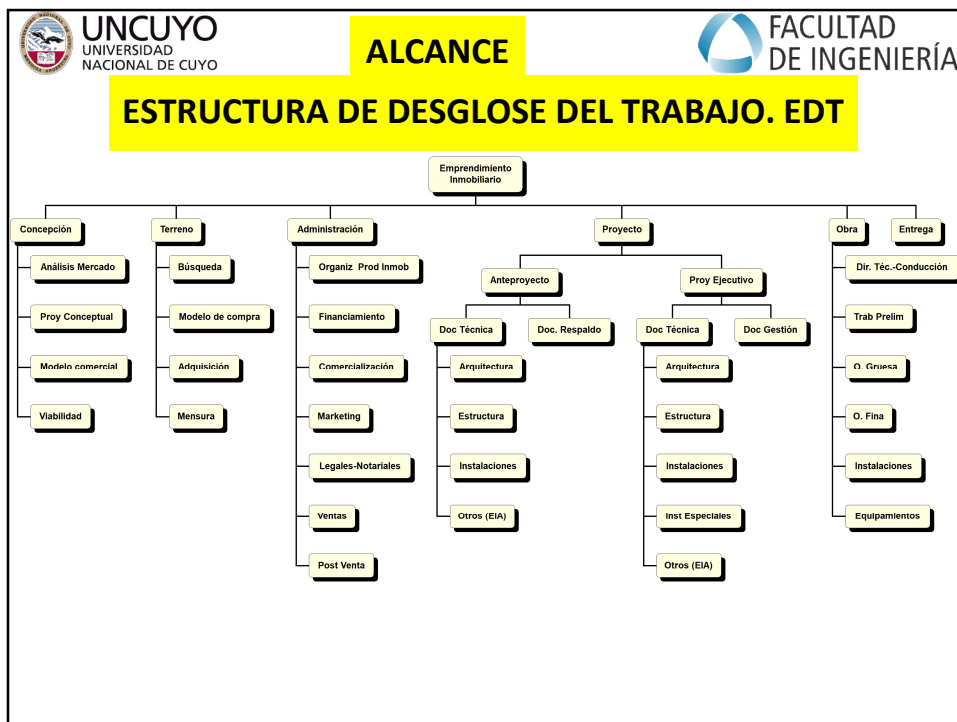 UNCUYO
UNIVERSIDAD
NACIONAL DE CUYO
ALCANCE
FACULTAD
DE INGENIERÍA
ESTRUCTURA DE DESGLOSE DEL TRABAJO. EDT
Emprendimiento
Inmobiliario
Concepción
Análisis Mercado
Proy Conceptual
Modelo comercial
Viabilidad
Terreno
Búsqueda
Modelo de compra
Adquisición
Mensura
Administración
Organiz Prod Inmob
Financiamiento
Comercialización
Marketing
Legales-Notariales
Ventas
Post Venta
Proyecto
Anteproyecto
Doc Técnica
Arquitectura
Estructura
Instalaciones
Otros (EIA)
Doc. Respaldo
Proy Ejecutivo
Doc Técnica
Arquitectura
Estructura
Instalaciones
Inst Especiales
Otros (EIA)
Doc Gestión
Obra
Dir. Téc.-Conducción
Trab Prelim
O. Gruesa
O. Fina
Instalaciones
Equipamientos
Entrega